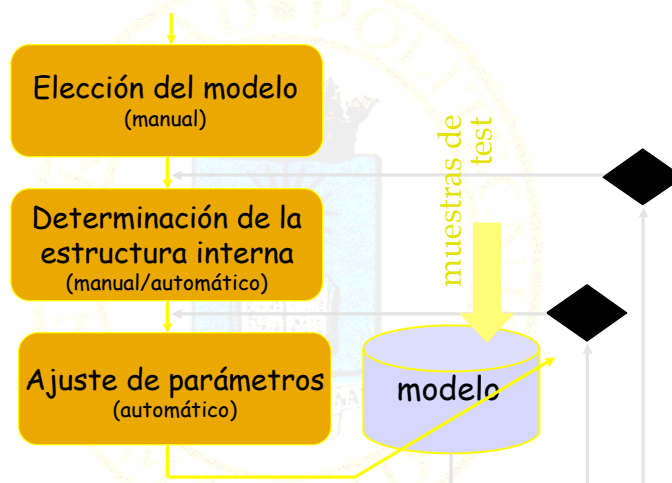 Elección del modelo
(manual)
Determinación de la
estructura interna
(manual/automático)
Ajuste de parámetros
(automático)
muestras de
test
modelo